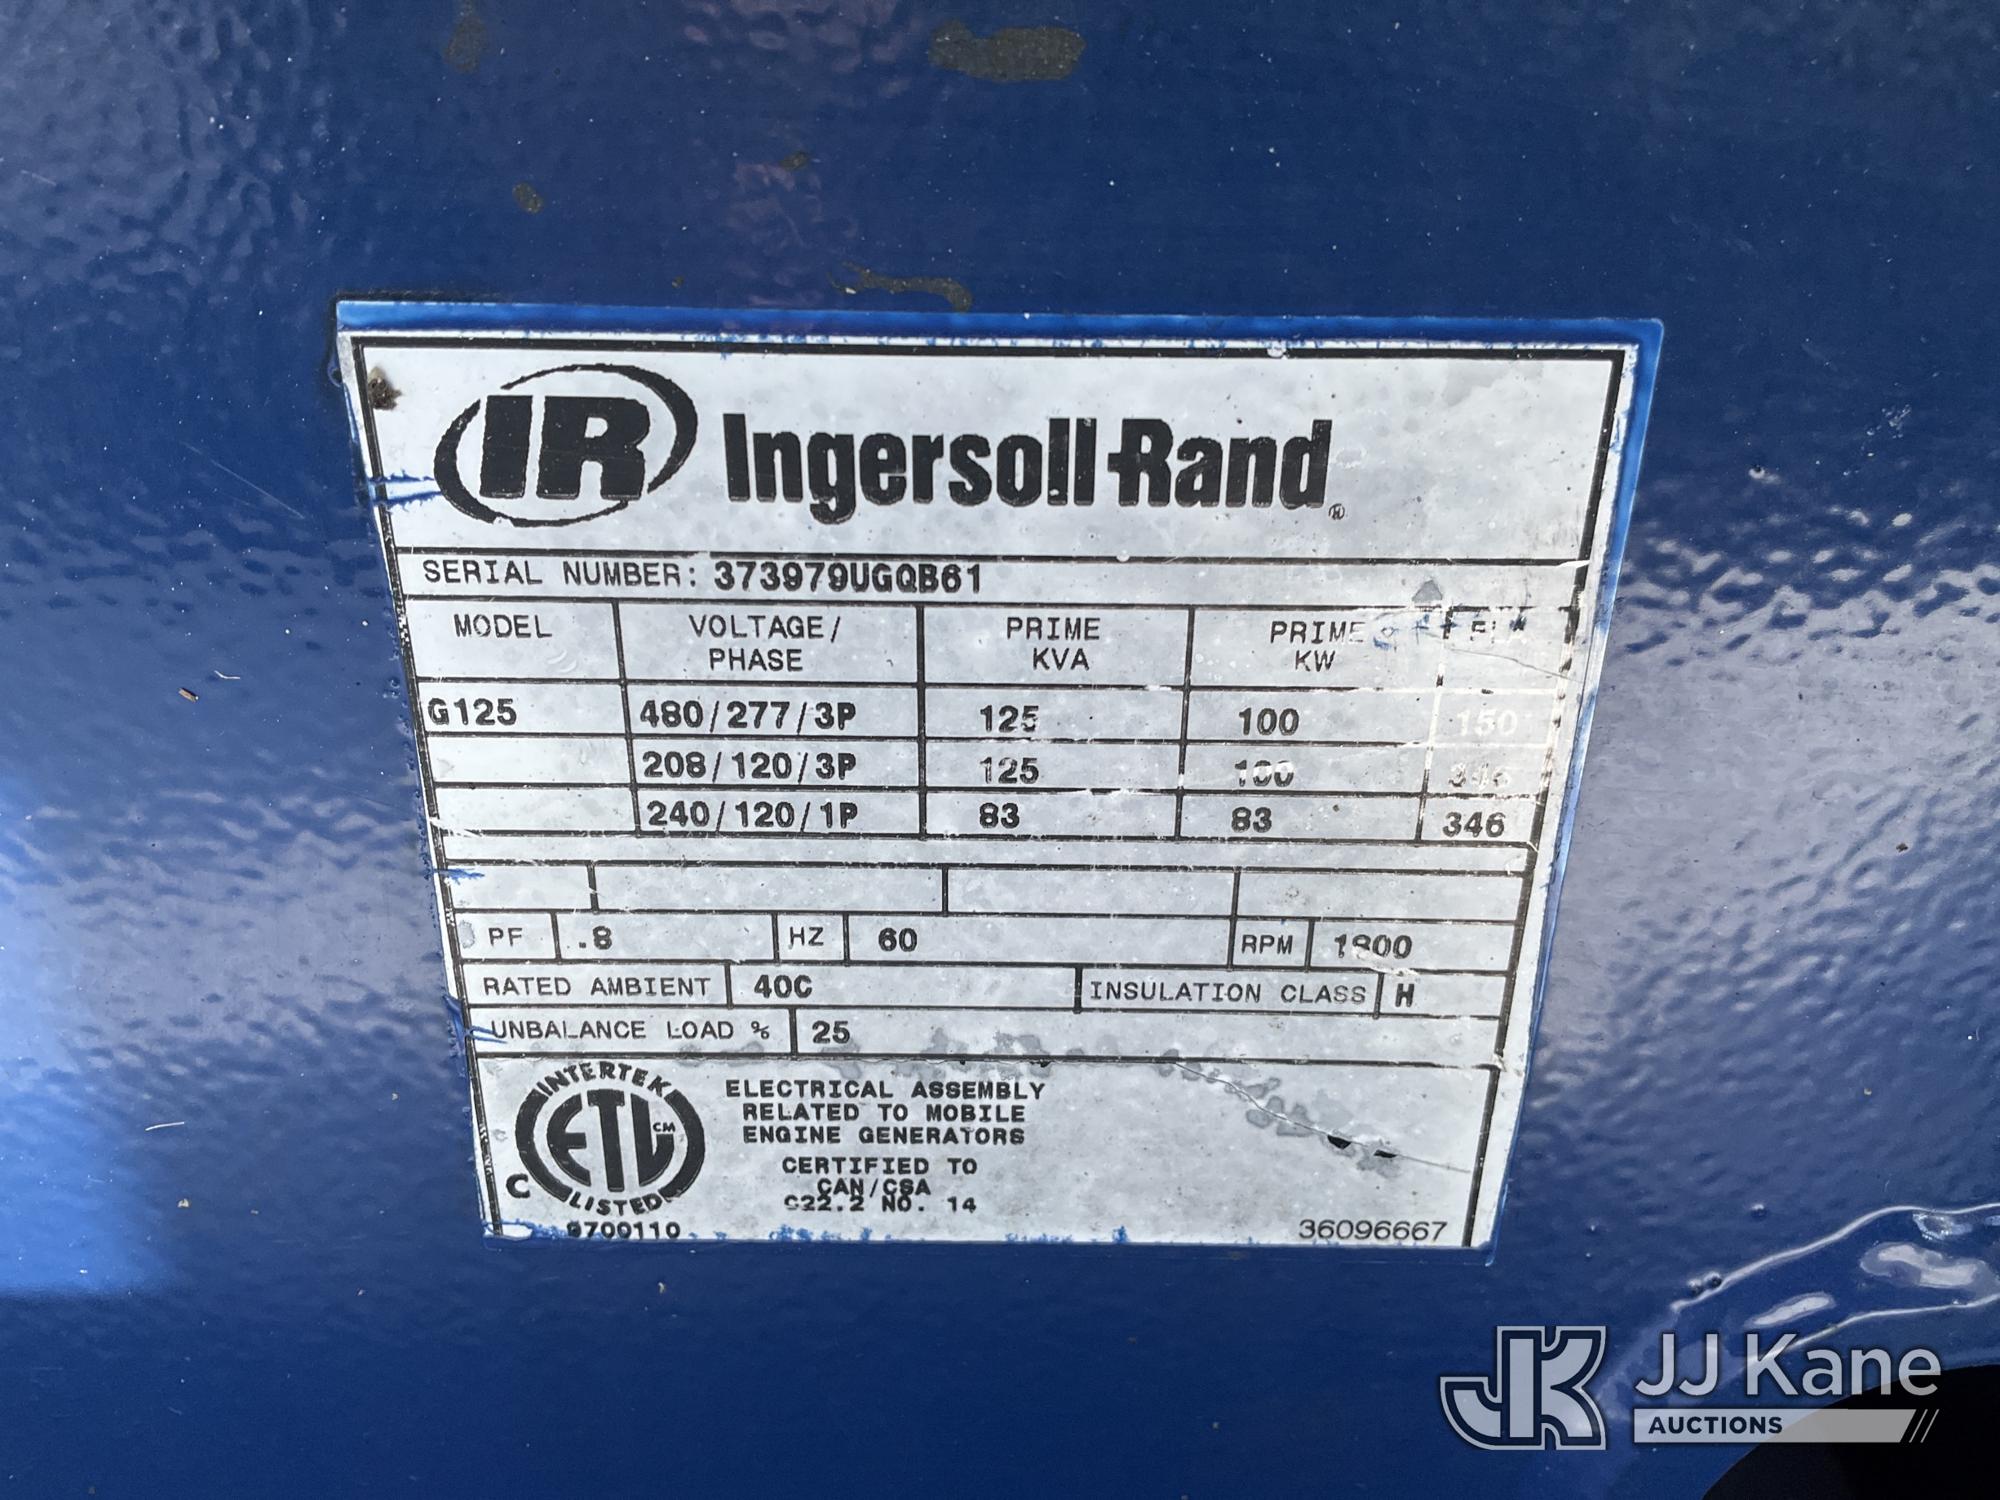 IR Ingersoll-Rand®
SERIAL NUMBER: 373979UGQB61
MODEL VOLTAGE/ PHASE PRIME KVA PRIME KW
G125 480/277/3P 125 100 150
208/120/3P 125 100 346
240/120/1P 83 83 346
PF .8 HZ 60 RPM 1800
RATED AMBIENT 40C INSULATION CLASS H
UNBALANCE LOAD % 25
INTERTEK
ETL CM
LISTED
C
9700110
ELECTRICAL ASSEMBLY
RELATED TO MOBILE
ENGINE GENERATORS
CERTIFIED TO
CAN/CSA
C22.2 NO. 14
36096667
JK JJ Kane
AUCTIONS